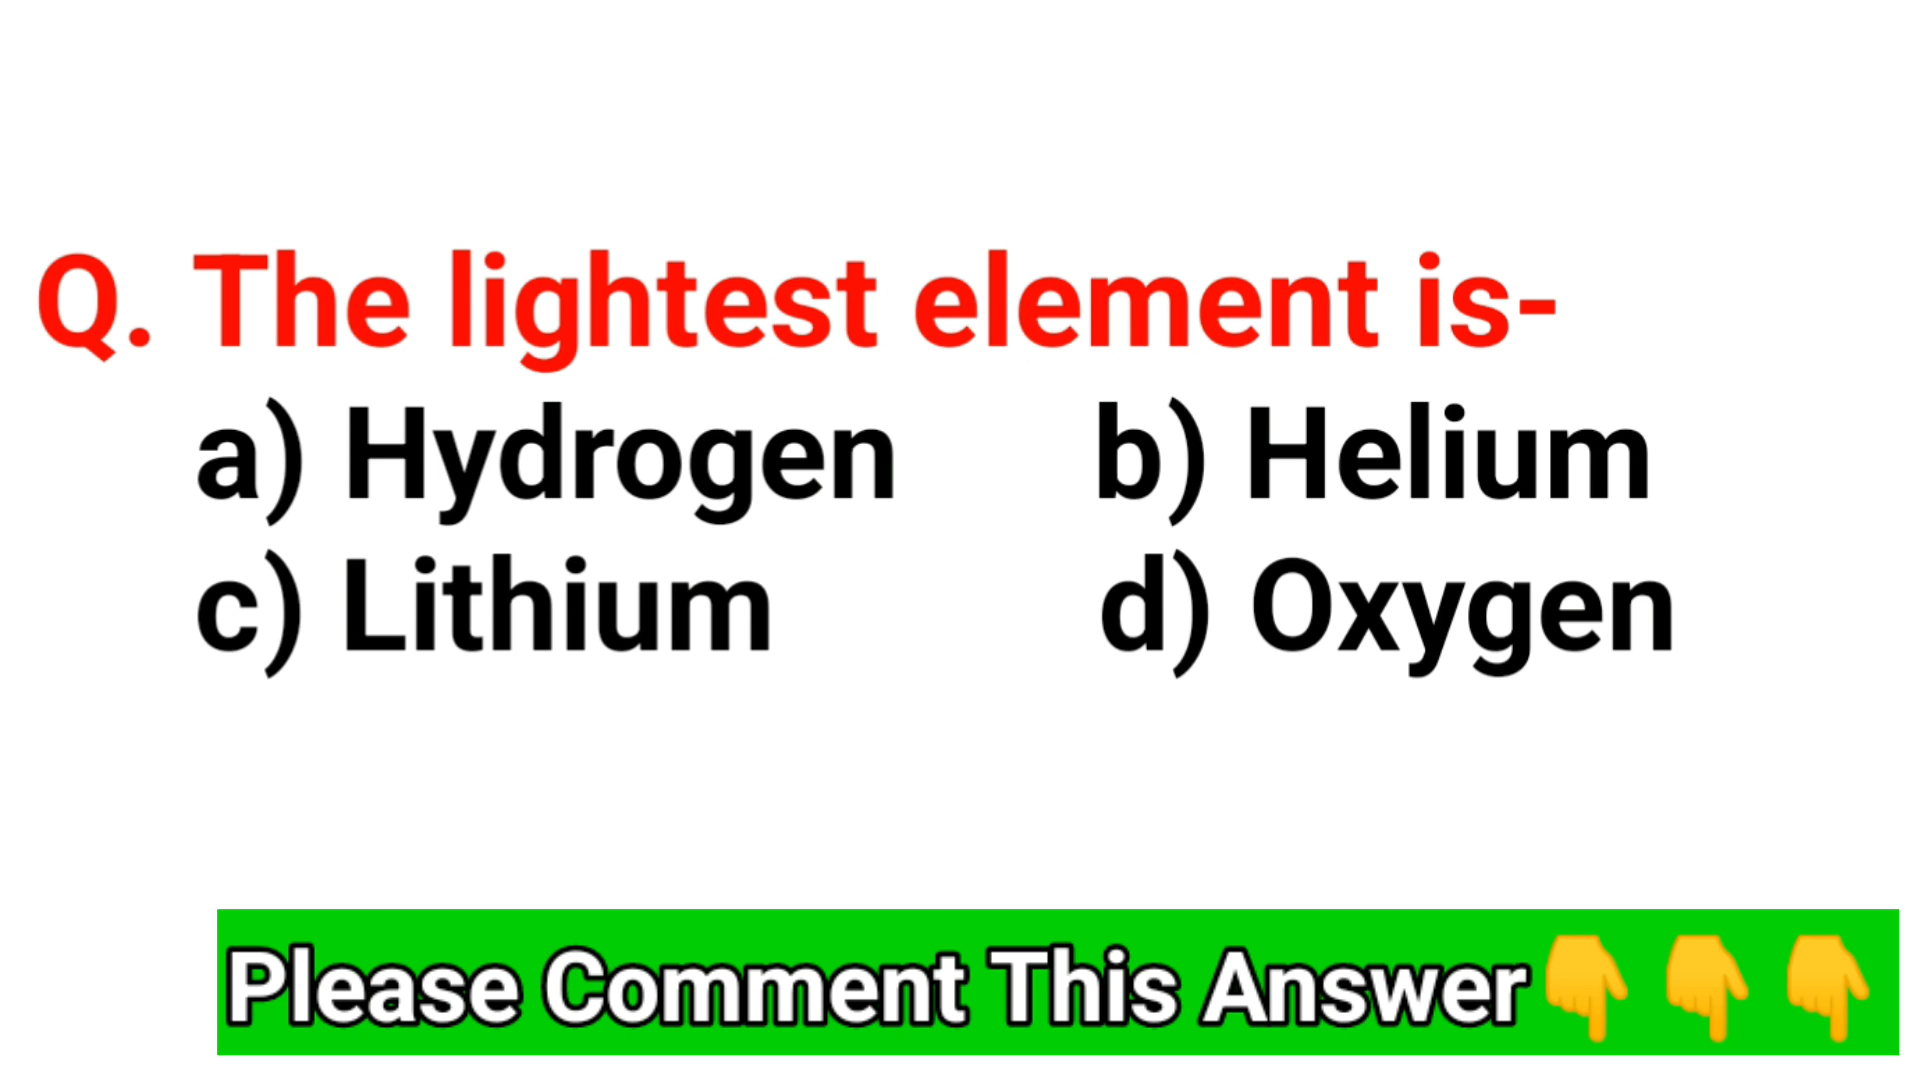 Q. The lightest element is-
a) Hydrogen b) Helium
c) Lithium d) Oxygen
Please Comment This Answer👇👇👇